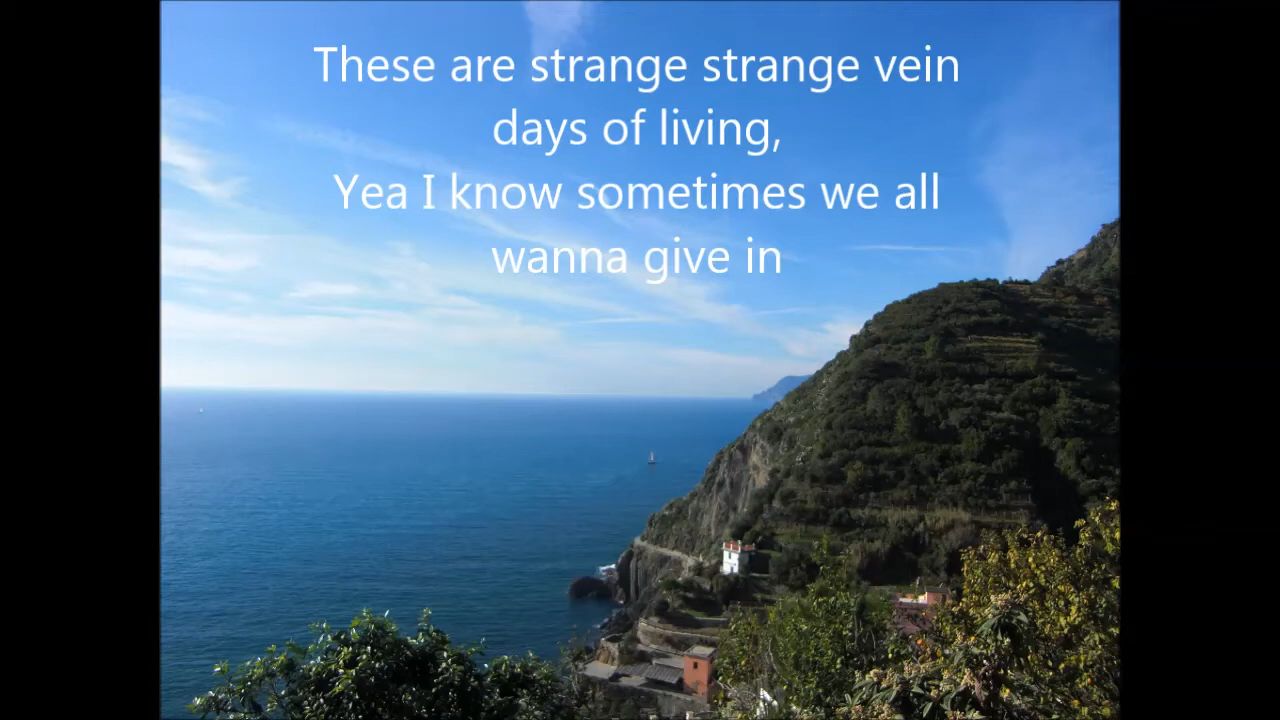 These are strange strange vein
days of living,
Yea I know sometimes we all
wanna give in